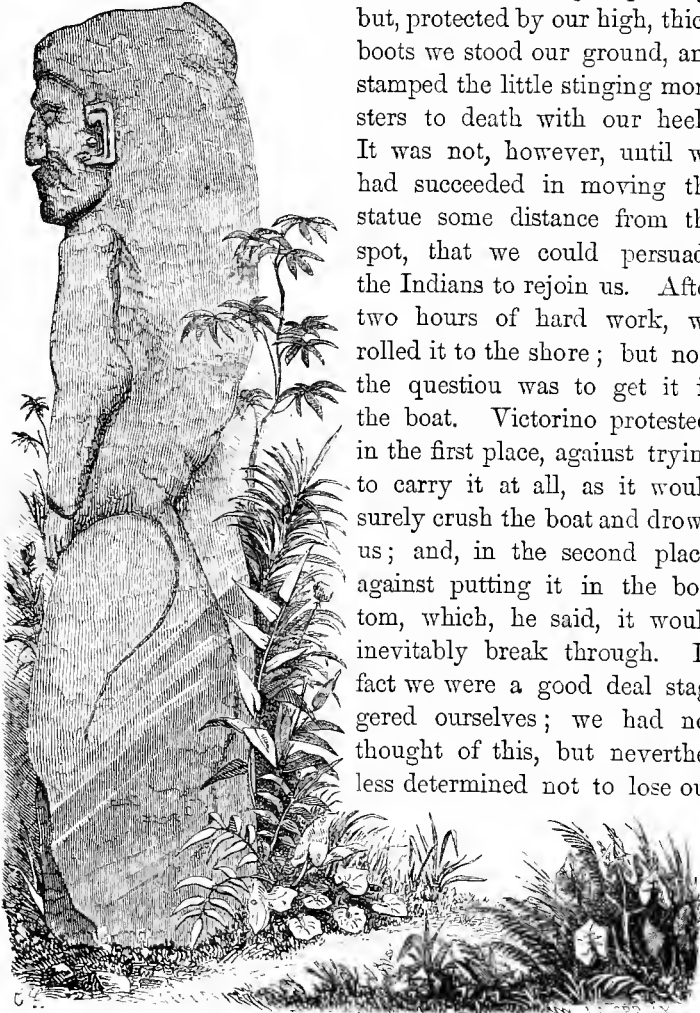 but, protected by our high, thic
boots we stood our ground, an
stamped the little stinging mon
sters to death with our heel
It was not, however, until w
had succeeded in moving th
statue some distance from th
spot, that we could persuad
the Indians to rejoin us. Afte
two hours of hard work, w
rolled it to the shore; but no
the questiou was to get it i
the boat. Victorino protested
in the first place, against tryin
to carry it at all, as it woul
surely crush the boat and drow
us; and, in the second plac
against putting it in the bo
tom, which, he said, it woul
inevitably break through. I
fact we were a good deal stag
gered ourselves; we had ne
thought of this, but neverthe
less determined not to lose ou